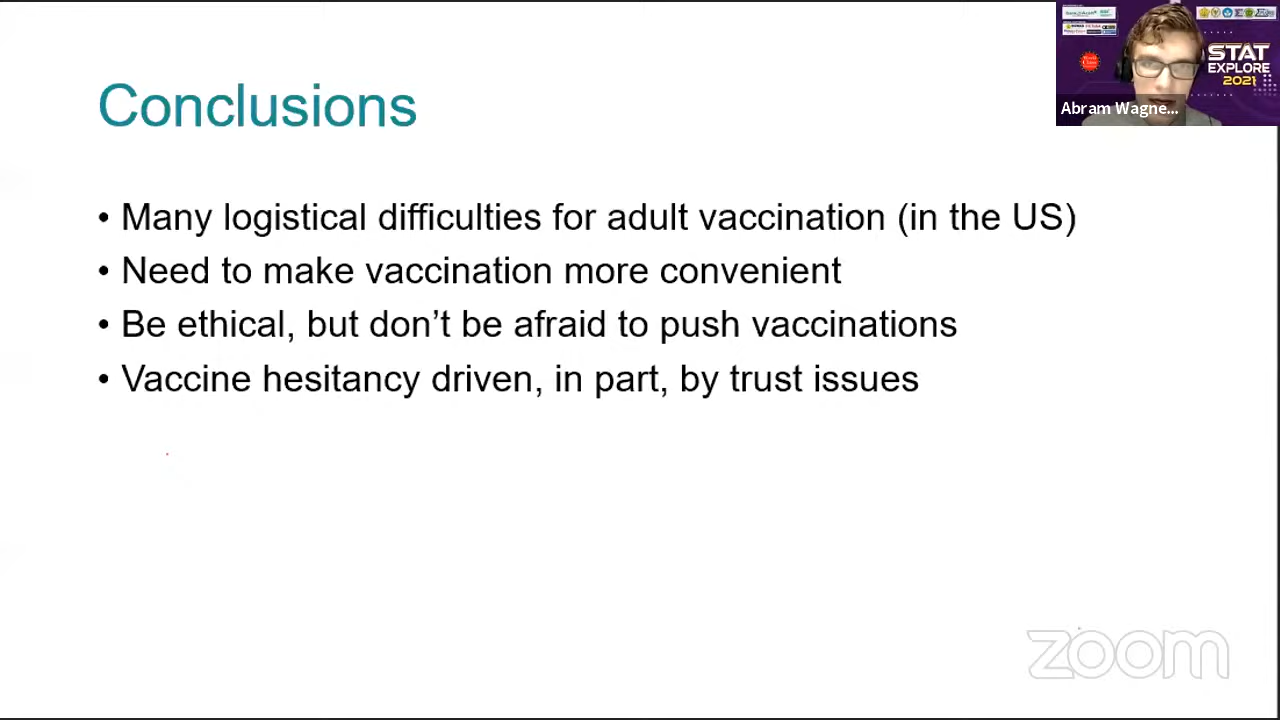 Conclusions
• Many logistical difficulties for adult vaccination (in the US)
• Need to make vaccination more convenient
• Be ethical, but don’t be afraid to push vaccinations
• Vaccine hesitancy driven, in part, by trust issues
STAT
EXPLORE
2021
Abram Wagne...
zoom